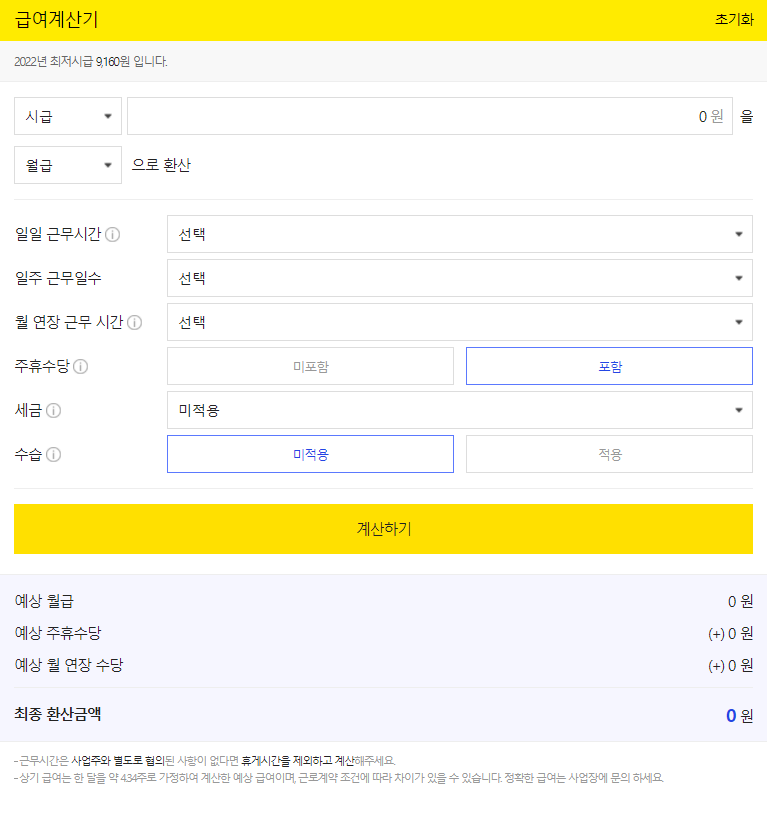 급여계산기 초기화
2022년 최저시급 9,160원 입니다.
시급 0 원 을
월급 으로 환산
일일 근무시간 선택
일주 근무일수 선택
월 연장 근무 시간 선택
주휴수당 미포함 포함
세금 미적용
수습 미적용 적용
계산하기
예상 월급 0 원
예상 주휴수당 (+) 0 원
예상 월 연장 수당 (+) 0 원
최종 환산금액 0 원
- 근무시간은 사업주와 별도로 협의된 사항이 없다면 휴게시간을 제외하고 계산해주세요.
- 상기 급여는 한 달을 약 4.34주로 가정하여 계산한 예상 급여이며, 근로계약 조건에 따라 차이가 있을 수 있습니다. 정확한 급여는 사업장에 문의 하세요.